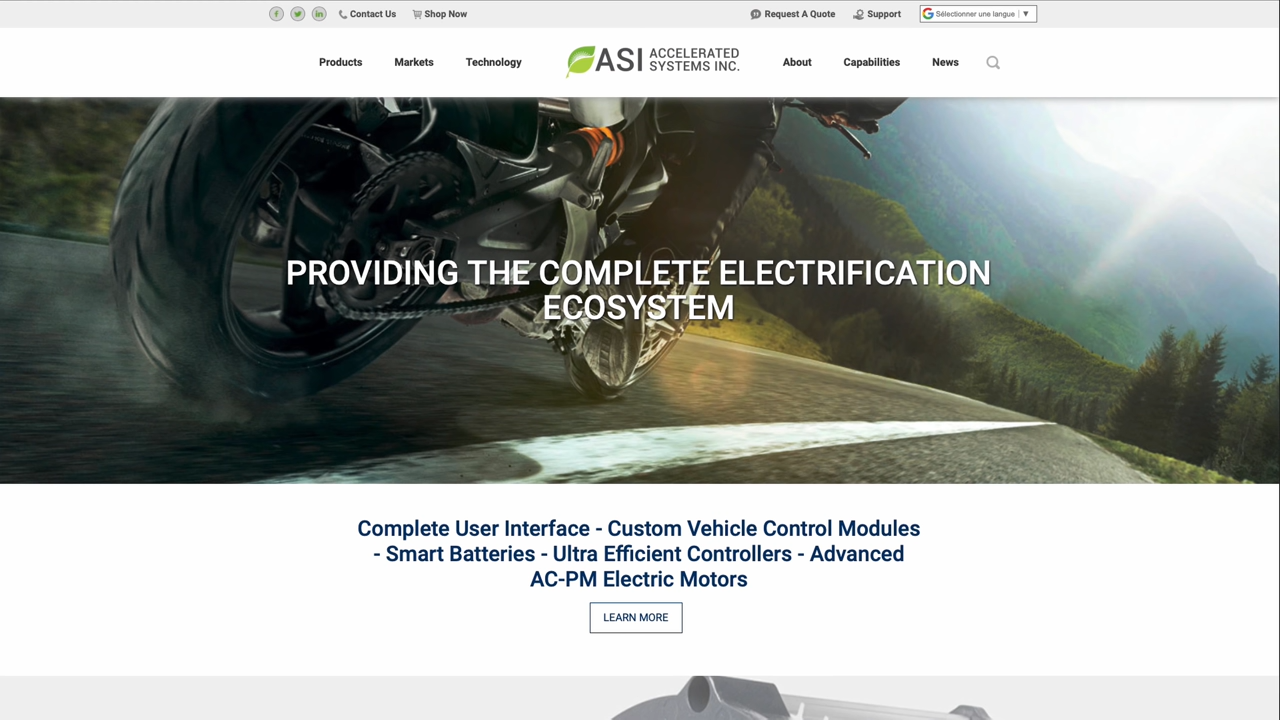 Contact Us
Shop Now
Request A Quote
Support
Sélectionner une langue ▼
Products
Markets
Technology
ASI ACCELERATED
SYSTEMS INC.
About
Capabilities
News
PROVIDING THE COMPLETE ELECTRIFICATION
ECOSYSTEM
Complete User Interface - Custom Vehicle Control Modules
- Smart Batteries - Ultra Efficient Controllers - Advanced
AC-PM Electric Motors
LEARN MORE